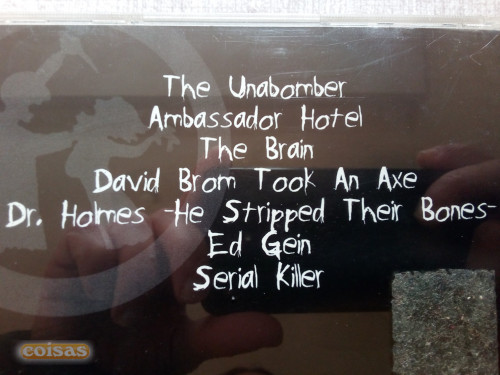 The Unabomber
Ambassador Hotel
The Brain
David Brom Took An Axe
Dr. Holmes -He Stripped Their Bones-
Ed Gein
Serial Killer
coisas